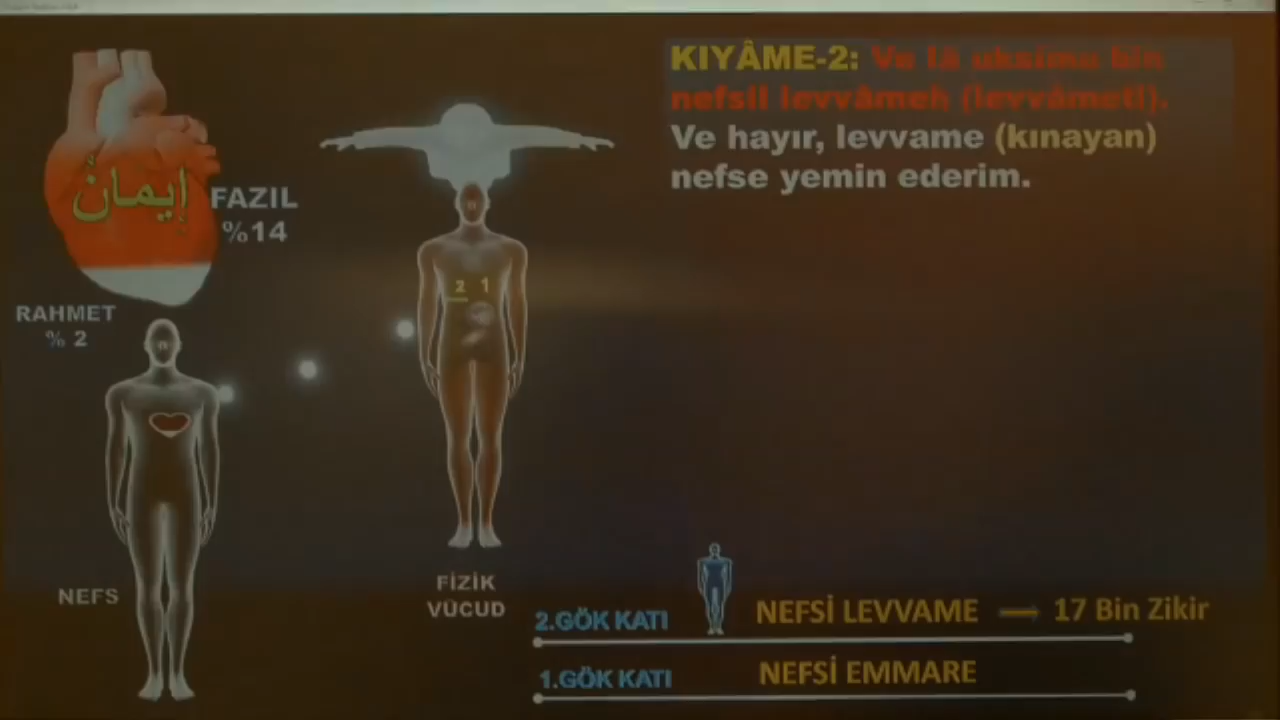 KIYÂME-2: Ve lâ uksimu bin
nefsil levvâmeh (levvâmeti).
Ve hayır, levvame (kınayan)
nefse yemin ederim.
إيمانُ
FAZIL
%14
RAHMET
% 2
2 1
NEFS
FİZİK
VÜCUD
2.GÖK KATI NEFSİ LEVVAME 17 Bin Zikir
1.GÖK KATI NEFSİ EMMARE